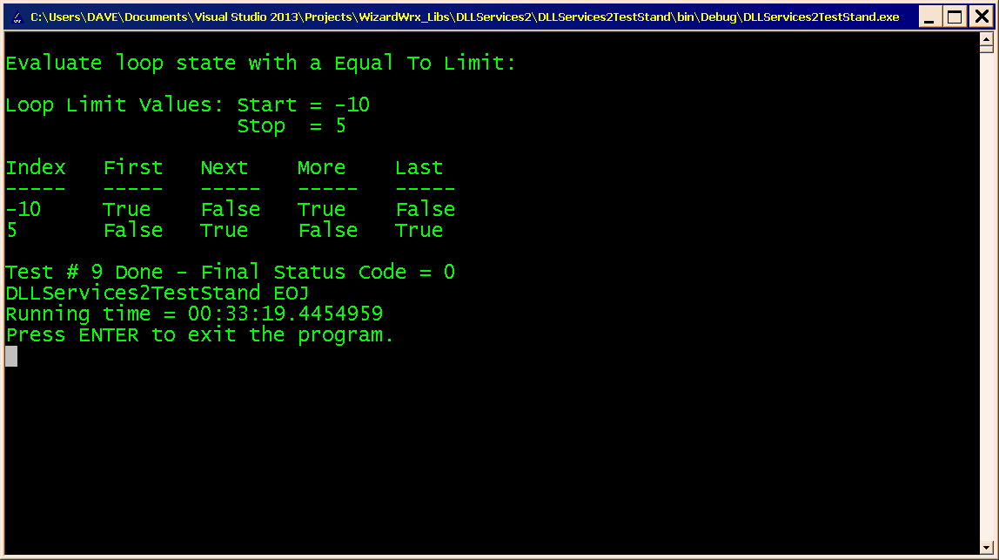 C:\Users\DAVE\Documents\Visual Studio 2013\Projects\WizardWrx_Libs\DLLServices2\DLLServices2TestStand\bin\Debug\DLLServices2TestStand.exe
Evaluate loop state with a Equal To Limit:
Loop Limit Values: Start = -10
Stop  = 5
Index   First   Next    More    Last
-----   -----   -----   -----   -----
-10     True    False   True    False
5       False   True    False   True
Test # 9 Done - Final Status Code = 0
DLLServices2TestStand EOJ
Running time = 00:33:19.4454959
Press ENTER to exit the program.